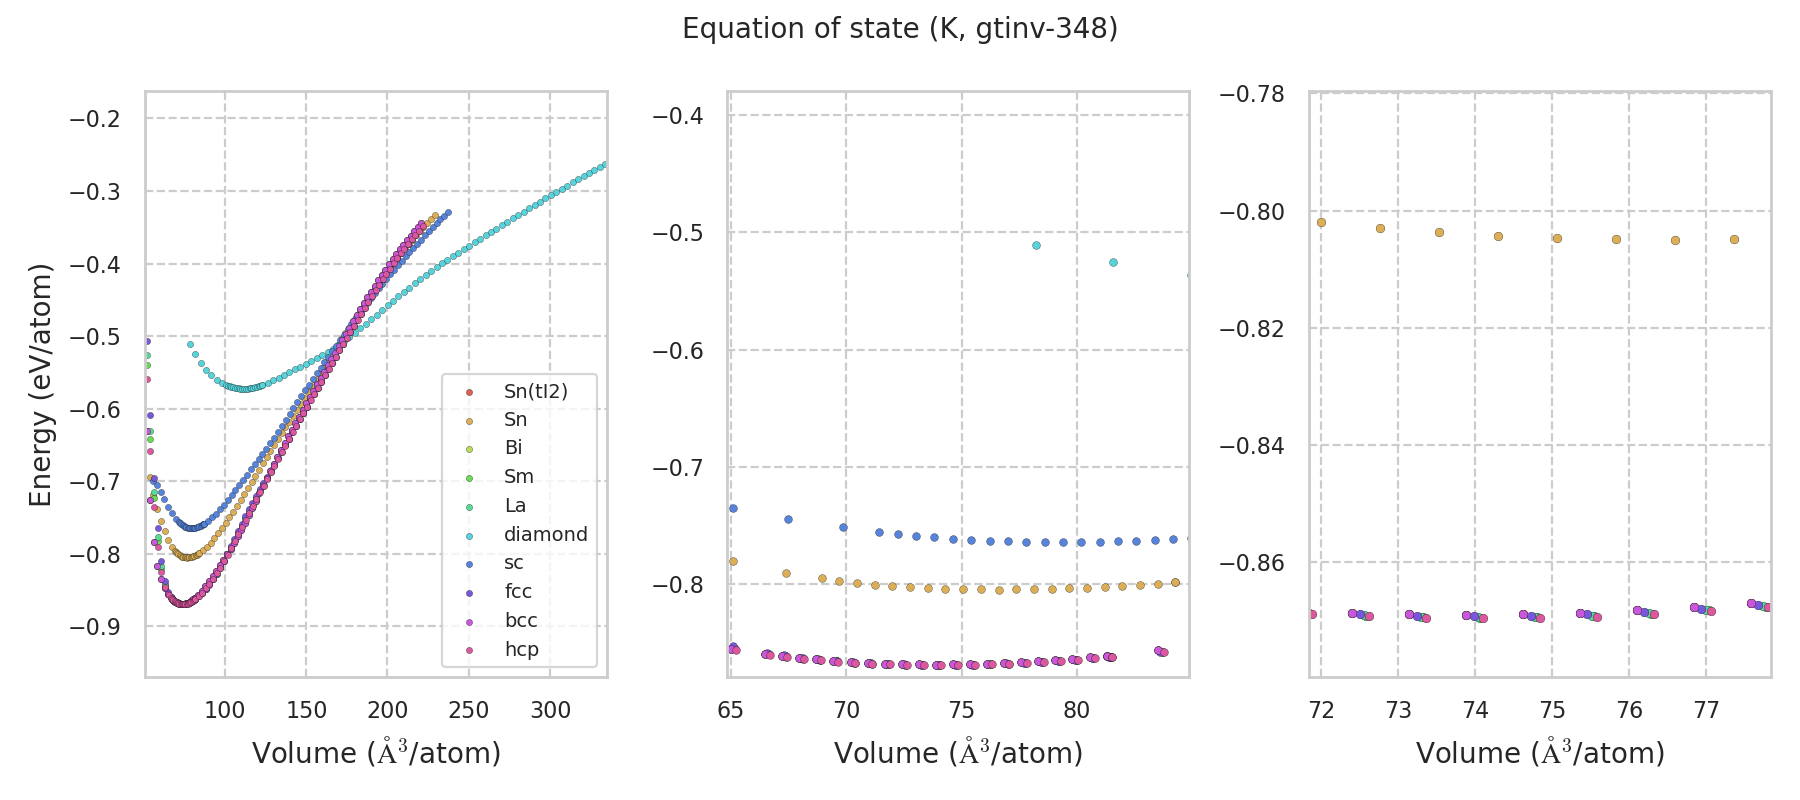 Equation of state (K, gtinv-348)
Energy (eV/atom)
−0.2
−0.3
−0.4
−0.5
−0.6
−0.7
−0.8
−0.9
100 150 200 250 300
Volume (Å³/atom)
Sn(tI2)
Sn
Bi
Sm
La
diamond
sc
fcc
bcc
hcp
−0.4
−0.5
−0.6
−0.7
−0.8
65 70 75 80
Volume (Å³/atom)
−0.78
−0.80
−0.82
−0.84
−0.86
72 73 74 75 76 77
Volume (Å³/atom)